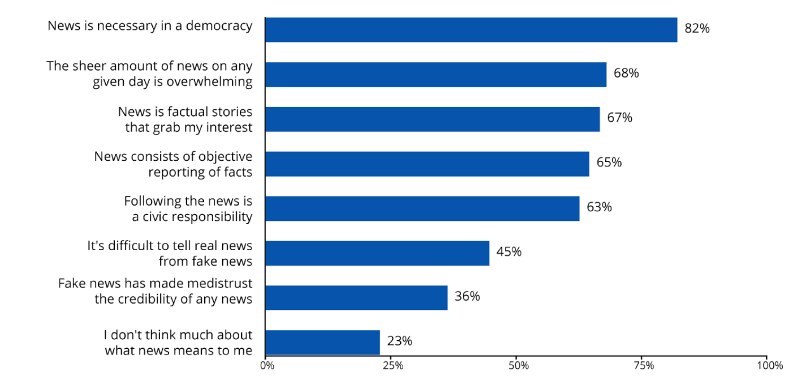 News is necessary in a democracy
82%
The sheer amount of news on any
given day is overwhelming
68%
News is factual stories
that grab my interest
67%
News consists of objective
reporting of facts
65%
Following the news is
a civic responsibility
63%
It's difficult to tell real news
from fake news
45%
Fake news has made medistrust
the credibility of any news
36%
I don't think much about
what news means to me
23%
0% 25% 50% 75% 100%